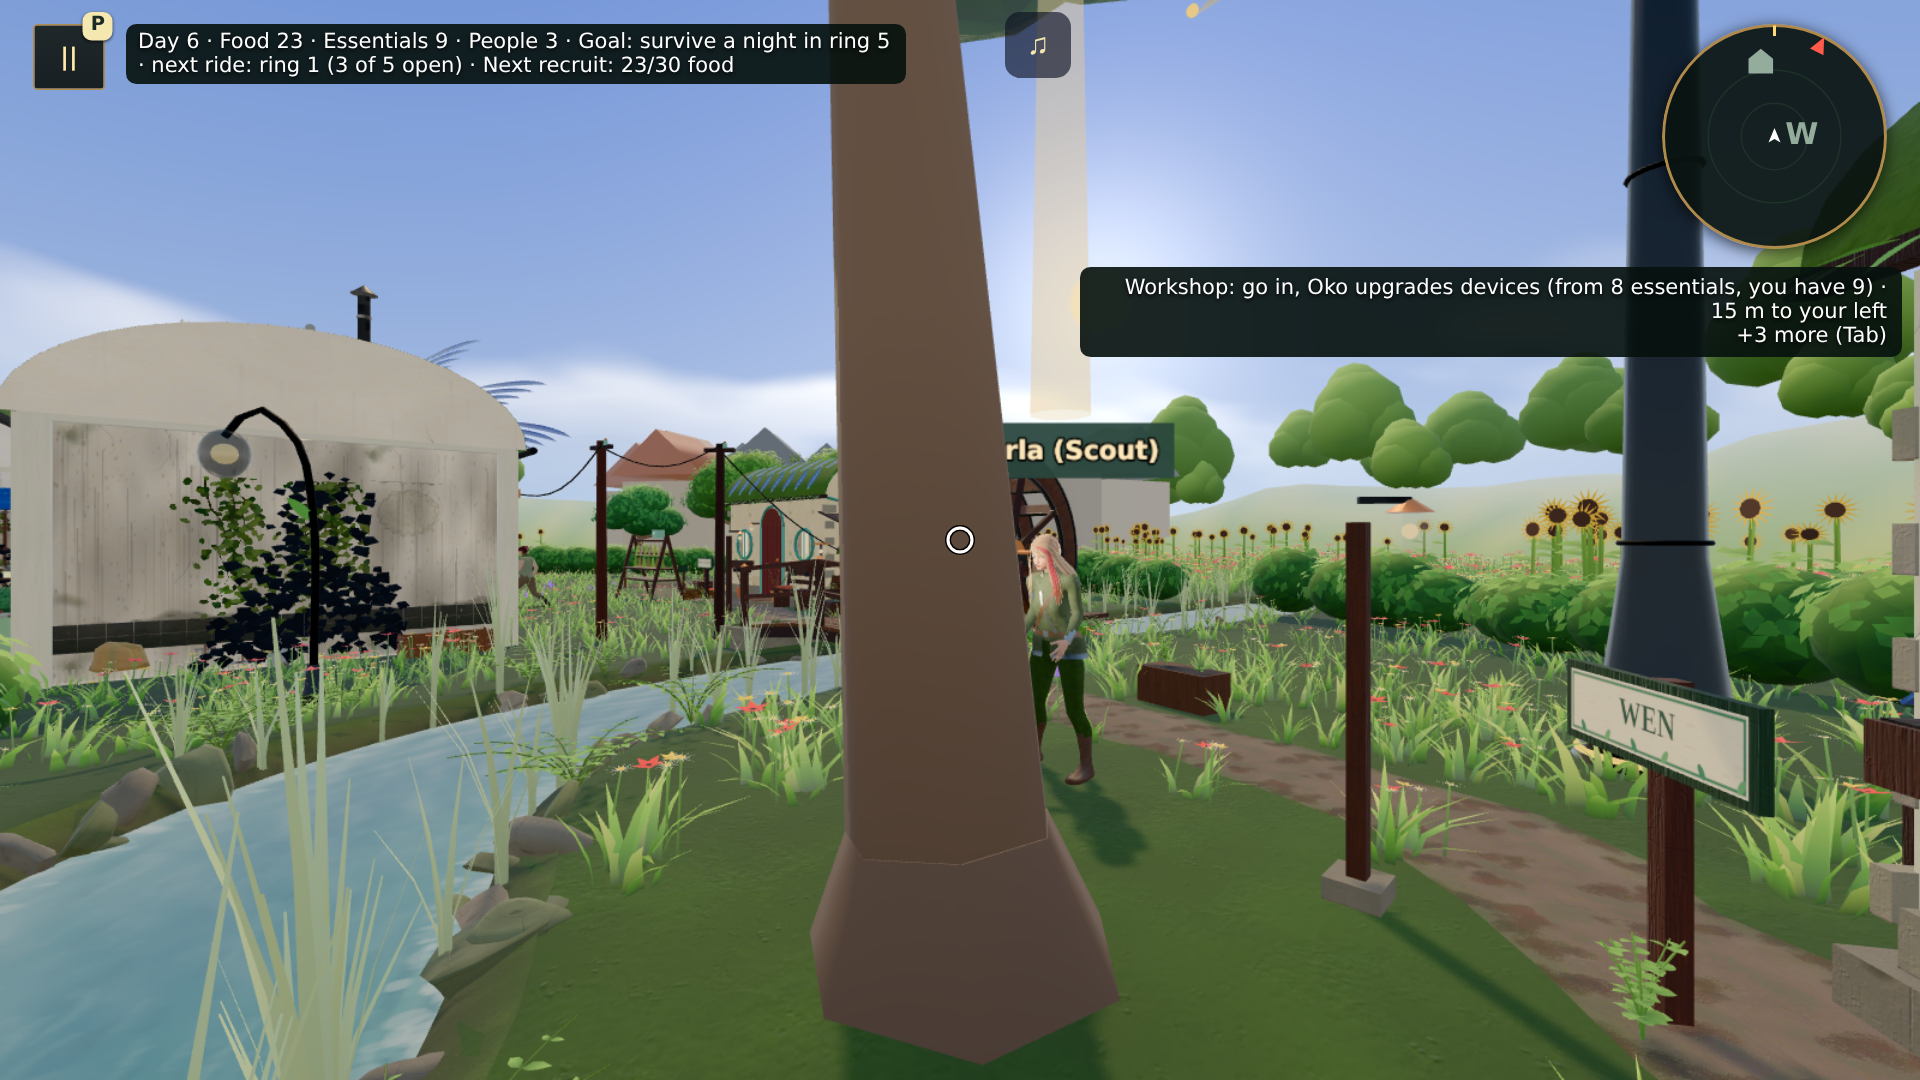 P
Day 6 · Food 23 · Essentials 9 · People 3 · Goal: survive a night in ring 5
· next ride: ring 1 (3 of 5 open) · Next recruit: 23/30 food
W
Workshop: go in, Oko upgrades devices (from 8 essentials, you have 9) ·
15 m to your left
+3 more (Tab)
rla (Scout)
WEN